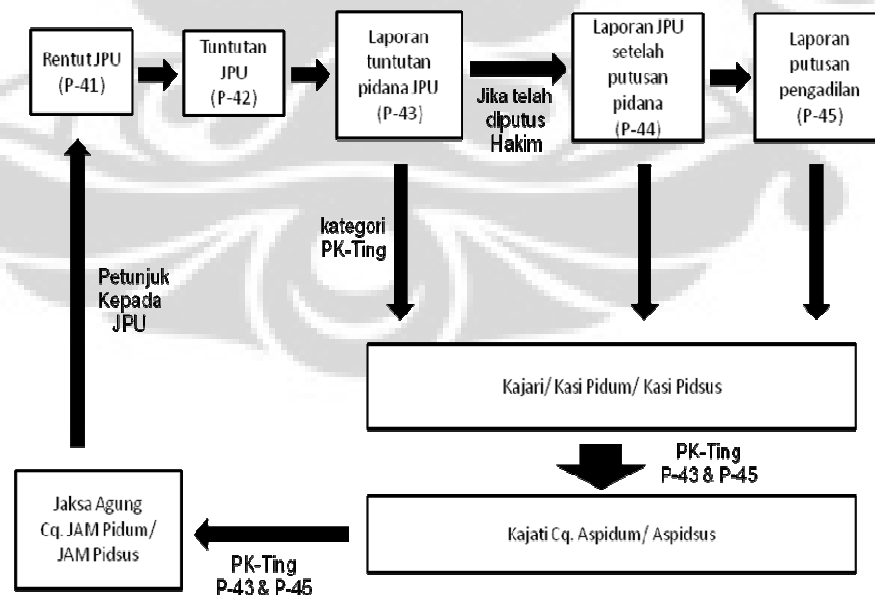 Rentut JPU
(P-41)
Tuntutan
JPU
(P-42)
Laporan
tuntutan
pidana JPU
(P-43)
Jika telah
diputus
Hakim
Laporan JPU
setelah
putusan
pidana
(P-44)
Laporan
putusan
pengadilan
(P-45)
kategori
PK-Ting
Petunjuk
Kepada
JPU
Kajari/ Kasi Pidum/ Kasi Pidsus
PK-Ting
P-43 & P-45
Kajati Cq. Aspidum/ Aspidsus
Jaksa Agung
Cq. JAM Pidum/
JAM Pidsus
PK-Ting
P-43 & P-45